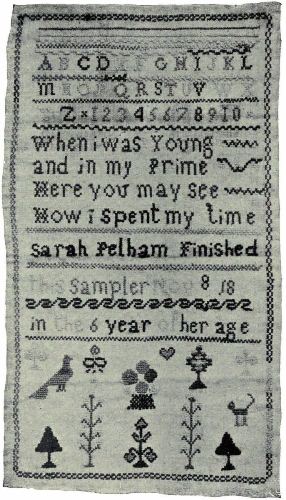 A B C D E F G H I J K L
M N O P Q R S T U V W X
Z × 1 2 3 4 5 6 7 8 9 10
When i was Young
and in my Prime
Here you may see
How i spent my time
Sarah Pelham Finished
This Sampler Nov 8 18
in the 6 year of her age